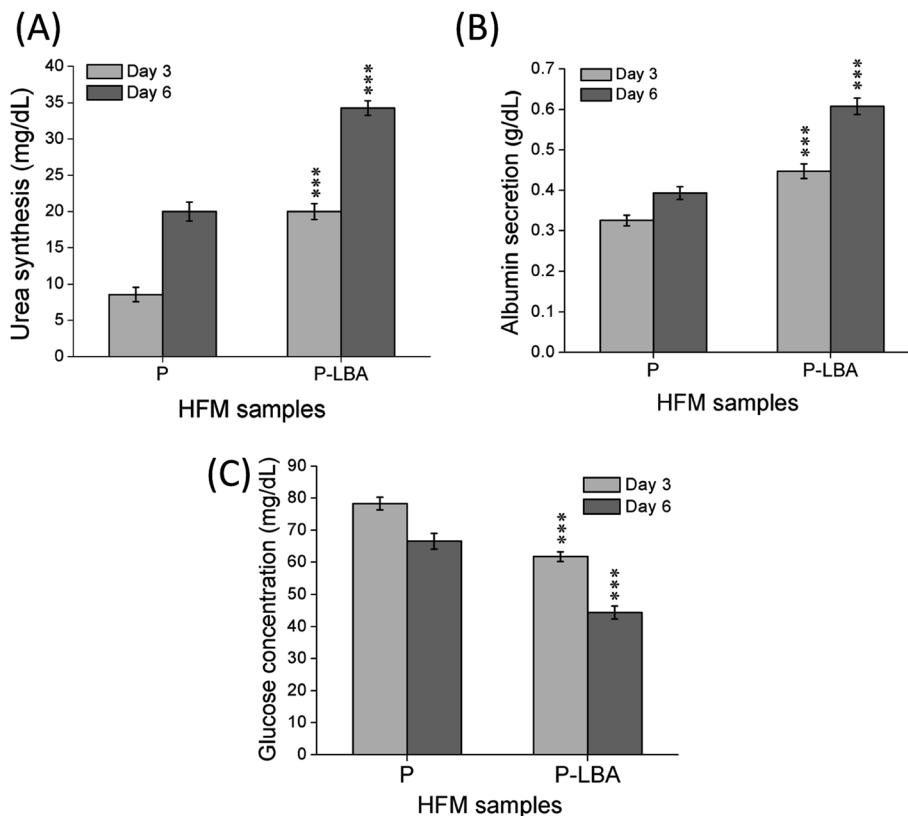 (A)
Urea synthesis (mg/dL)
40
35
30
25
20
15
10
5
0
Day 3
Day 6
***
***
P
P-LBA
HFM samples
(B)
Albumin secretion (g/dL)
0.7
0.6
0.5
0.4
0.3
0.2
0.1
0.0
Day 3
Day 6
***
***
P
P-LBA
HFM samples
(C)
Glucose concentration (mg/dL)
90
80
70
60
50
40
30
20
10
0
Day 3
Day 6
***
***
P
P-LBA
HFM samples